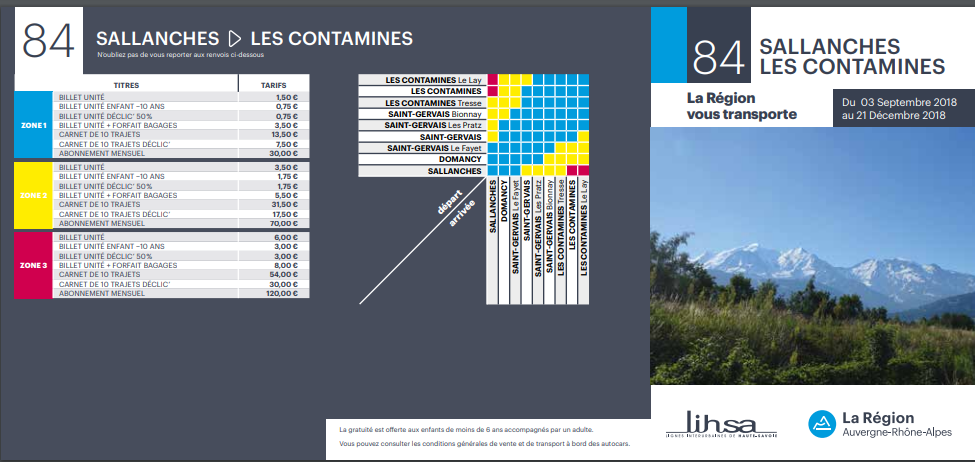 84
SALLANCHES ▷ LES CONTAMINES
N'oubliez pas de vous reporter aux renvois ci-dessous
TITRES TARIFS
ZONE 1
BILLET UNITÉ 1,50 €
BILLET UNITÉ ENFANT -10 ANS 0,75 €
BILLET UNITÉ DÉCLIC' 50% 0,75 €
BILLET UNITÉ + FORFAIT BAGAGES 3,50 €
CARNET DE 10 TRAJETS 13,50 €
CARNET DE 10 TRAJETS DÉCLIC' 7,50 €
ABONNEMENT MENSUEL 30,00 €
ZONE 2
BILLET UNITÉ 3,50 €
BILLET UNITÉ ENFANT -10 ANS 1,75 €
BILLET UNITÉ DÉCLIC' 50% 1,75 €
BILLET UNITÉ + FORFAIT BAGAGES 5,50 €
CARNET DE 10 TRAJETS 31,50 €
CARNET DE 10 TRAJETS DÉCLIC' 17,50 €
ABONNEMENT MENSUEL 70,00 €
ZONE 3
BILLET UNITÉ 6,00 €
BILLET UNITÉ ENFANT -10 ANS 3,00 €
BILLET UNITÉ DÉCLIC' 50% 3,00 €
BILLET UNITÉ + FORFAIT BAGAGES 8,00 €
CARNET DE 10 TRAJETS 54,00 €
CARNET DE 10 TRAJETS DÉCLIC' 30,00 €
ABONNEMENT MENSUEL 120,00 €
LES CONTAMINES Le Lay
LES CONTAMINES
LES CONTAMINES Tresse
SAINT-GERVAIS Bionnay
SAINT-GERVAIS Les Pratz
SAINT-GERVAIS
SAINT-GERVAIS Le Fayet
DOMANCY
SALLANCHES
départ
arrivée
SALLANCHES
DOMANCY
SAINT-GERVAIS Le Fayet
SAINT-GERVAIS
SAINT-GERVAIS Les Pratz
SAINT-GERVAIS Bionnay
LES CONTAMINES Tresse
LES CONTAMINES
LES CONTAMINES Le Lay
La gratuité est offerte aux enfants de moins de 6 ans accompagnés par un adulte.
Vous pouvez consulter les conditions générales de vente et de transport à bord des autocars.
84
SALLANCHES
LES CONTAMINES
La Région
vous transporte
Du 03 Septembre 2018
au 21 Décembre 2018
lihsa
LIGNES INTERURBAINES DE HAUTE-SAVOIE
La Région
Auvergne-Rhône-Alpes